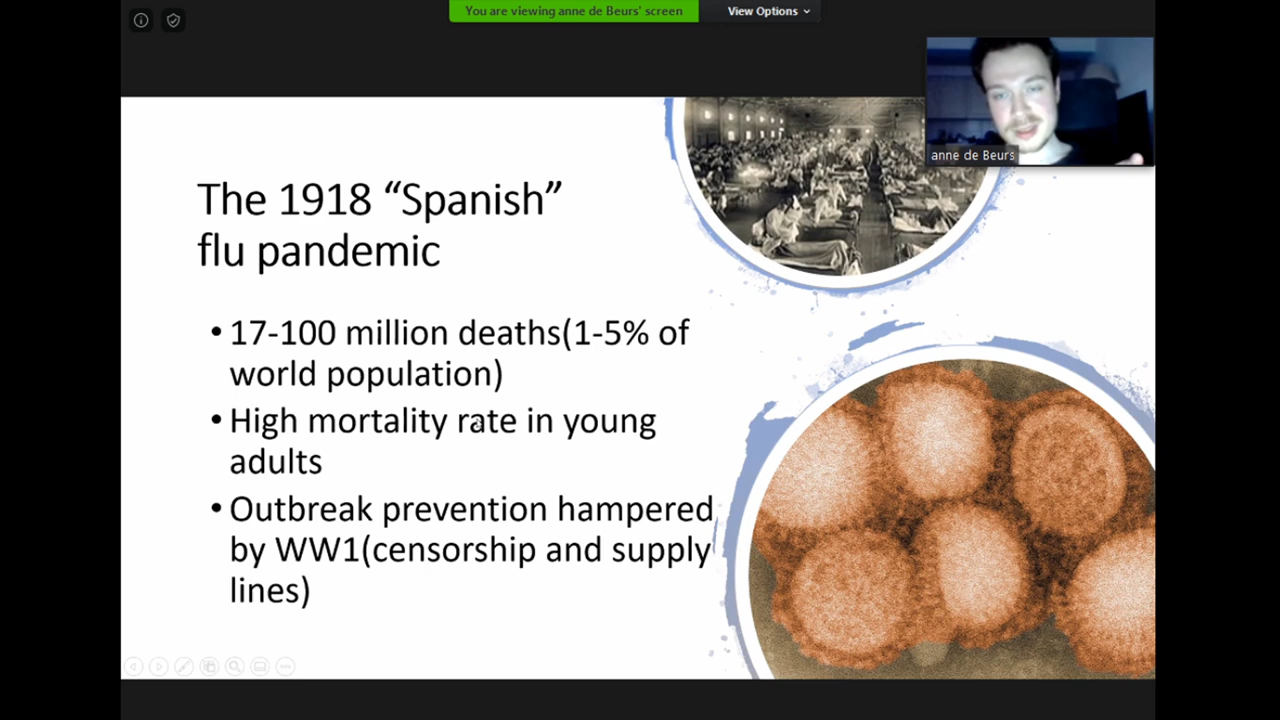 You are viewing anne de Beurs' screen
View Options
anne de Beurs
The 1918 “Spanish”
flu pandemic
• 17-100 million deaths(1-5% of
world population)
• High mortality rate in young
adults
• Outbreak prevention hampered
by WW1(censorship and supply
lines)